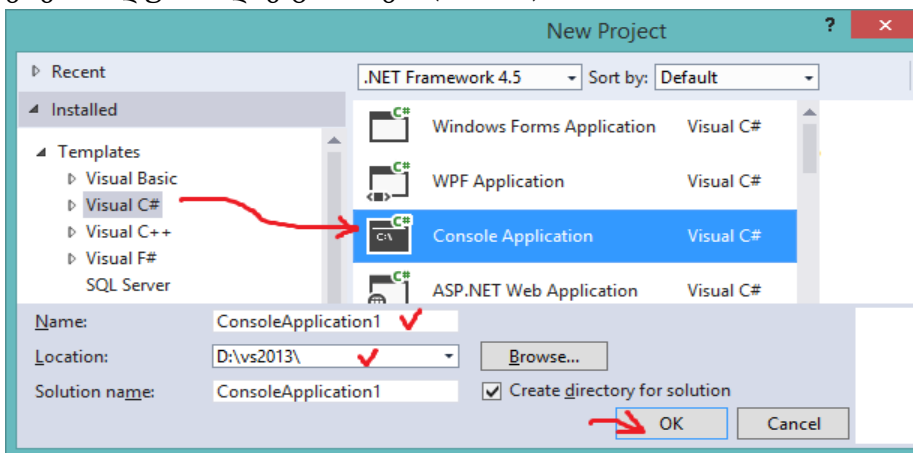 New Project
?
×
Recent
.NET Framework 4.5 Sort by: Default
Installed
Templates
Visual Basic
Visual C#
Visual C++
Visual F#
SQL Server
C# Windows Forms Application Visual C#
C# WPF Application Visual C#
C# C:\ Console Application Visual C#
C# ASP.NET Web Application Visual C#
Name: ConsoleApplication1
Location: D:\vs2013\ Browse...
Solution name: ConsoleApplication1 Create directory for solution
OK Cancel